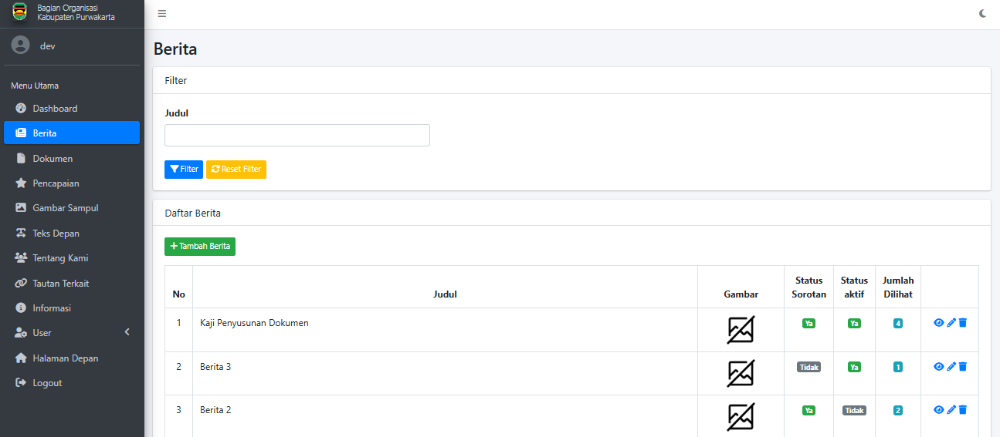 Bagian Organisasi
Kabupaten Purwakarta
dev
Menu Utama
Dashboard
Berita
Dokumen
Pencapaian
Gambar Sampul
Teks Depan
Tentang Kami
Tautan Terkait
Informasi
User
Halaman Depan
Logout
Berita
Filter
Judul
Filter
Reset Filter
Daftar Berita
Tambah Berita
No
Judul
Gambar
Status
Sorotan
Status
aktif
Jumlah
Dilihat
1
Kaji Penyusunan Dokumen
Ya
Ya
4
2
Berita 3
Tidak
Ya
1
3
Berita 2
Ya
Tidak
2